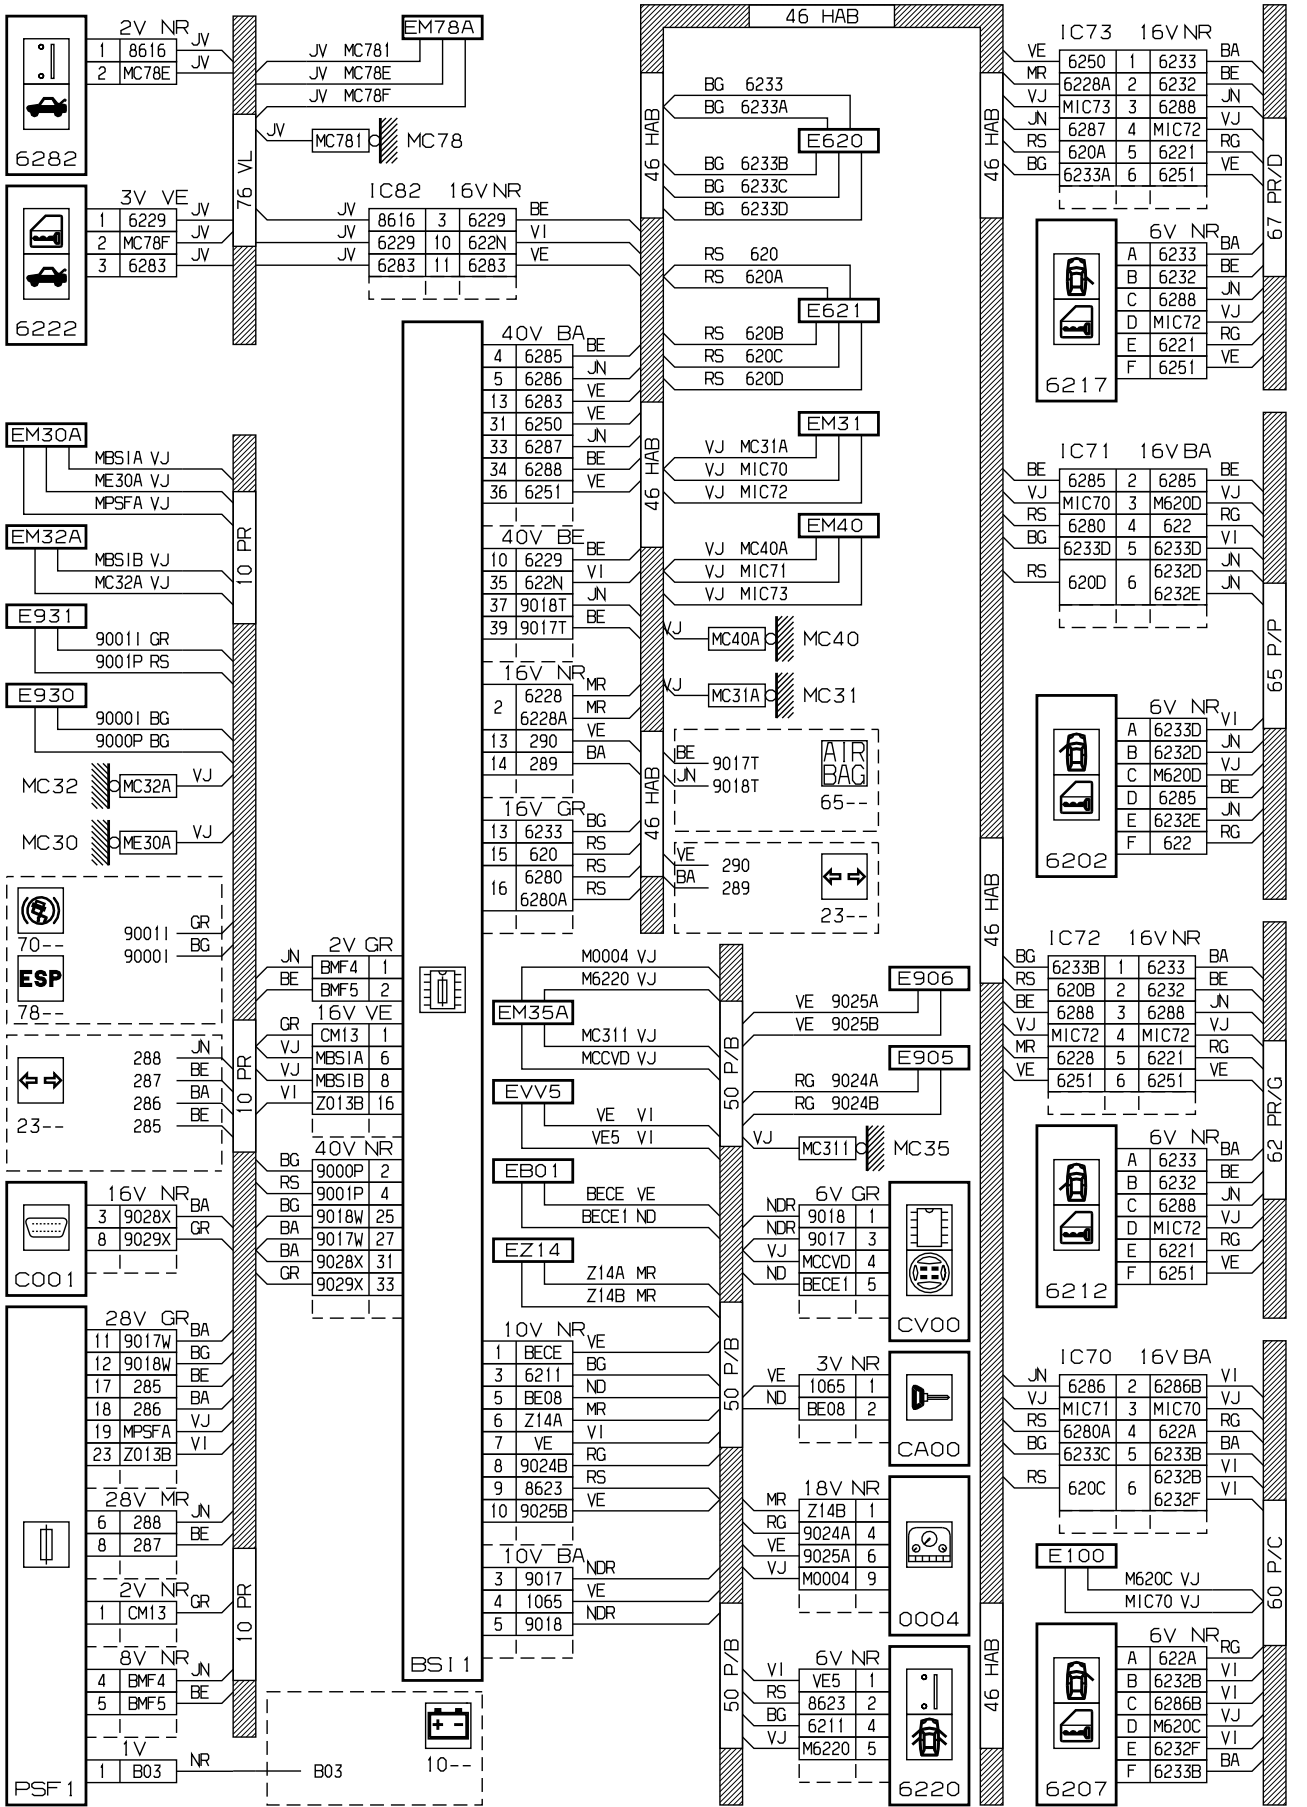 46 HAB
2V NR
1 8616 JV
2 MC78E JV
6282
EM78A
JV MC781
JV MC78E
JV MC78F
JV MC781 MC78
76 VL
3V VE
1 6229 JV
2 MC78F JV
3 6283 JV
6222
IC82 16V NR
JV 8616 3 6229 BE
JV 6229 10 622N VI
JV 6283 11 6283 VE
46 HAB
BG 6233
BG 6233A
E620
BG 6233B
BG 6233C
BG 6233D
RS 620
RS 620A
E621
RS 620B
RS 620C
RS 620D
46 HAB
EM31
VJ MC31A
VJ MIC70
VJ MIC72
EM40
VJ MC40A
VJ MIC71
VJ MIC73
VJ MC40A MC40
VJ MC31A MC31
46 HAB
BE 9017T
JN 9018T
AIR
BAG
65--
46 HAB
VE 290
BA 289
23--
40V BA
4 6285 BE
5 6286 JN
13 6283 VE
31 6250 VE
33 6287 JN
34 6288 BE
36 6251 VE
40V BE
10 6229 BE
35 622N VI
37 9018T JN
39 9017T BE
16V NR
2 6228 MR
6228A MR
13 290 VE
14 289 BA
16V GR
13 6233 BG
15 620 RS
16 6280 RS
6280A RS
EM30A
MBSIA VJ
ME30A VJ
MPSFA VJ
10 PR
EM32A
MBSIB VJ
MC32A VJ
E931
9001I GR
9001P RS
E930
9000I BG
9000P BG
MC32 MC32A VJ
MC30 ME30A VJ
70--
ESP
78--
9001I GR
9000I BG
23--
288 JN
287 BE
286 BA
285 BE
10 PR
2V GR
JN BMF4 1
BE BMF5 2
16V VE
GR CM13 1
VJ MBSIA 6
VJ MBSIB 8
VI Z013B 16
40V NR
BG 9000P 2
RS 9001P 4
BG 9018W 25
BA 9017W 27
BA 9028X 31
GR 9029X 33
16V NR
3 9028X BA
8 9029X GR
C001
28V GR
11 9017W BA
12 9018W BG
17 285 BE
18 286 BA
19 MPSFA VJ
23 Z013B VI
28V MR
6 288 JN
8 287 BE
2V NR
1 CM13 GR
8V NR
4 BMF4 JN
5 BMF5 BE
1V
1 B03 NR B03
PSF1
10 PR
10--
BSI1
M0004 VJ
M6220 VJ
EM35A
MC311 VJ
MCCVD VJ
EVV5
VE VI
VE5 VI
EB01
BECE VE
BECE1 ND
EZ14
Z14A MR
Z14B MR
10V NR
1 BECE VE
3 6211 BG
5 BE08 ND
6 Z14A MR
7 VE VI
8 9024B RG
9 8623 RS
10 9025B VE
10V BA
3 9017 NDR
4 1065 VE
5 9018 NDR
50 P/B
50 P/B
50 P/B
E906
VE 9025A
VE 9025B
E905
RG 9024A
RG 9024B
VJ MC311 MC35
6V GR
NDR 9018 1
NDR 9017 3
VJ MCCVD 4
ND BECE1 5
CV00
3V NR
VE 1065 1
ND BE08 2
CA00
18V NR
MR Z14B 1
RG 9024A 4
VE 9025A 6
VJ M0004 9
0004
6V NR
VI VE5 1
RS 8623 2
BG 6211 4
VJ M6220 5
6220
46 HAB
46 HAB
46 HAB
IC73 16V NR
VE 6250 1 6233 BA
MR 6228A 2 6232 BE
VJ MIC73 3 6288 JN
JN 6287 4 MIC72 VJ
RS 620A 5 6221 RG
BG 6233A 6 6251 VE
67 PR/D
6V NR
A 6233 BA
B 6232 BE
C 6288 JN
D MIC72 VJ
E 6221 RG
F 6251 VE
6217
IC71 16V BA
BE 6285 2 6285 BE
VJ MIC70 3 M620D VJ
RS 6280 4 622 RG
BG 6233D 5 6233D VI
RS 620D 6 6232D JN
6232E JN
65 P/P
6V NR
A 6233D VI
B 6232D JN
C M620D VJ
D 6285 BE
E 6232E JN
F 622 RG
6202
IC72 16V NR
BG 6233B 1 6233 BA
RS 620B 2 6232 BE
BE 6288 3 6288 JN
VJ MIC72 4 MIC72 VJ
MR 6228 5 6221 RG
VE 6251 6 6251 VE
62 PR/G
6V NR
A 6233 BA
B 6232 BE
C 6288 JN
D MIC72 VJ
E 6221 RG
F 6251 VE
6212
IC70 16V BA
JN 6286 2 6286B VI
VJ MIC71 3 MIC70 VJ
RS 6280A 4 622A RG
BG 6233C 5 6233B BA
RS 620C 6 6232B VI
6232F VI
E100
M620C VJ
MIC70 VJ
60 P/C
6V NR
A 622A RG
B 6232B VI
C 6286B VI
D M620C VJ
E 6232F VI
F 6233B BA
6207